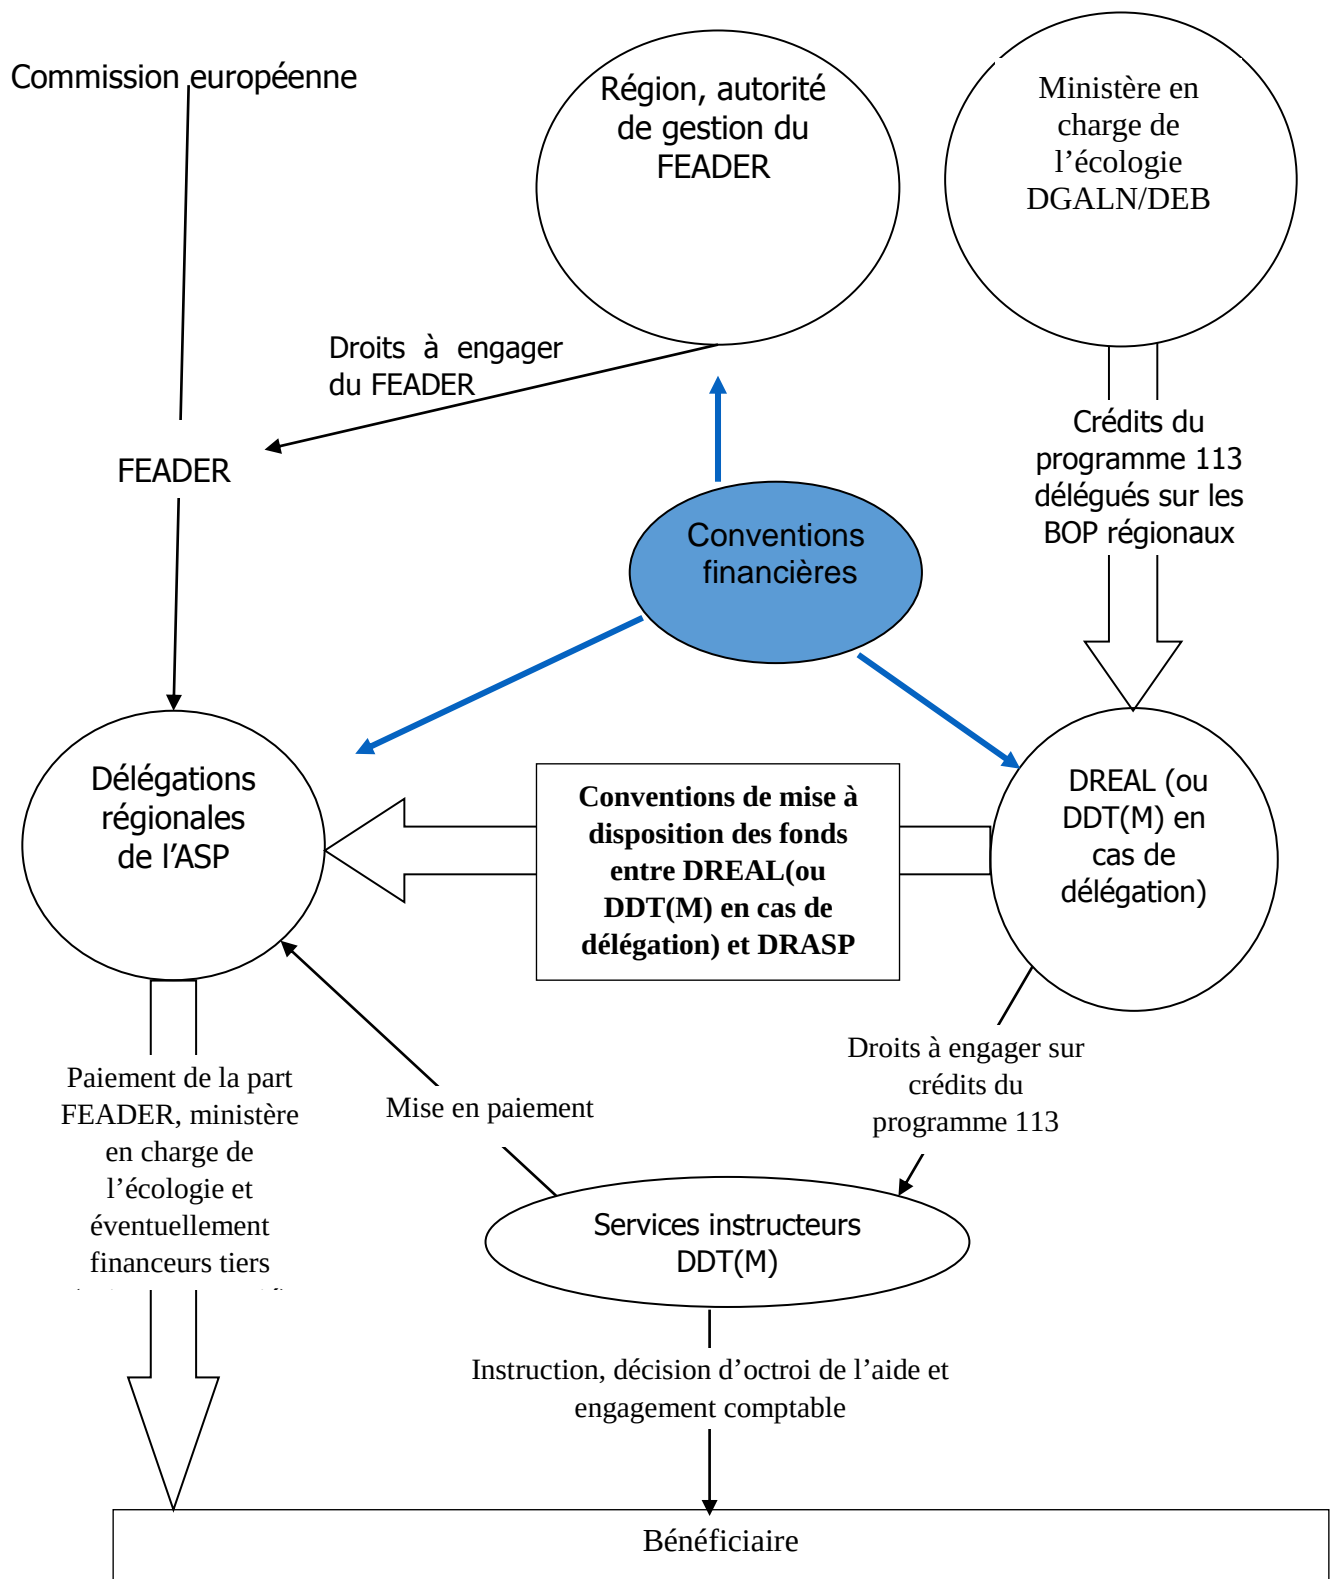 Commission européenne
Région, autorité
de gestion du
FEADER
Ministère en
charge de
l’écologie
DGALN/DEB
Droits à engager
du FEADER
FEADER
Crédits du
programme 113
délégués sur les
BOP régionaux
Conventions
financières
Délégations
régionales
de l’ASP
Conventions de mise à
disposition des fonds
entre DREAL(ou
DDT(M) en cas de
délégation) et DRASP
DREAL (ou
DDT(M) en
cas de
délégation)
Paiement de la part
FEADER, ministère
en charge de
l’écologie et
éventuellement
financeurs tiers
Mise en paiement
Droits à engager sur
crédits du
programme 113
Services instructeurs
DDT(M)
Instruction, décision d’octroi de l’aide et
engagement comptable
Bénéficiaire